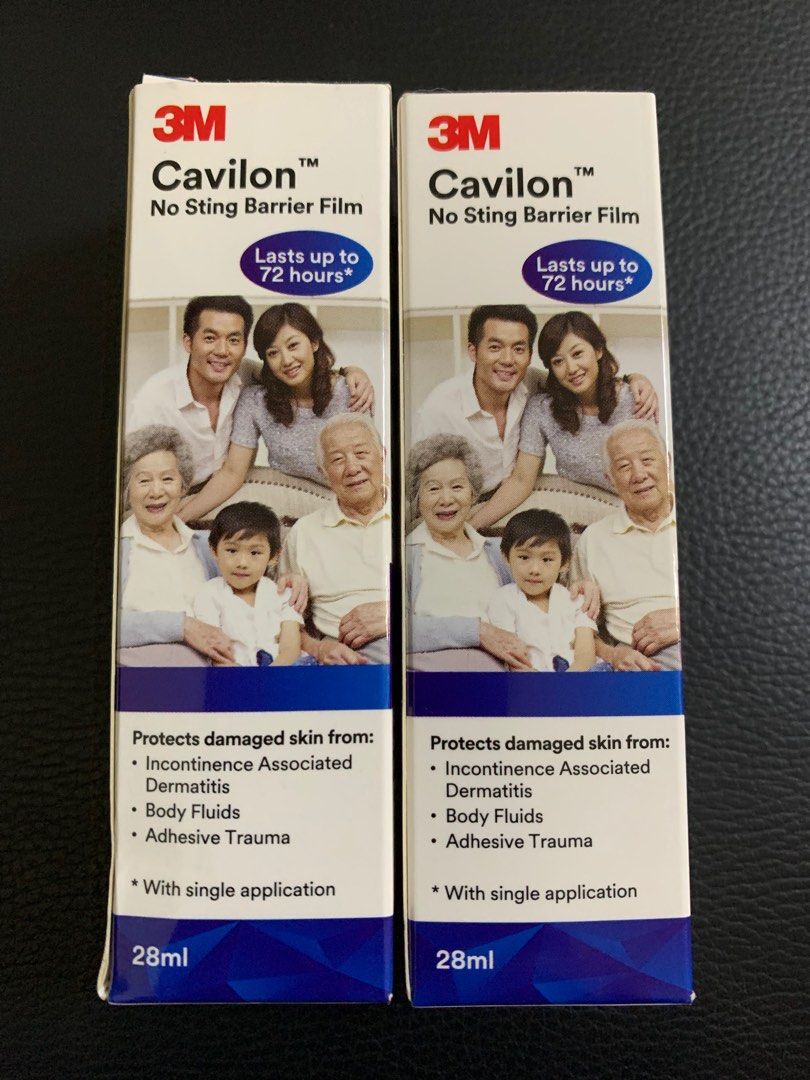 3M
Cavilon™
No Sting Barrier Film
Lasts up to
72 hours*
Protects damaged skin from:
• Incontinence Associated
Dermatitis
• Body Fluids
• Adhesive Trauma
* With single application
28ml
3M
Cavilon™
No Sting Barrier Film
Lasts up to
72 hours*
Protects damaged skin from:
• Incontinence Associated
Dermatitis
• Body Fluids
• Adhesive Trauma
* With single application
28ml